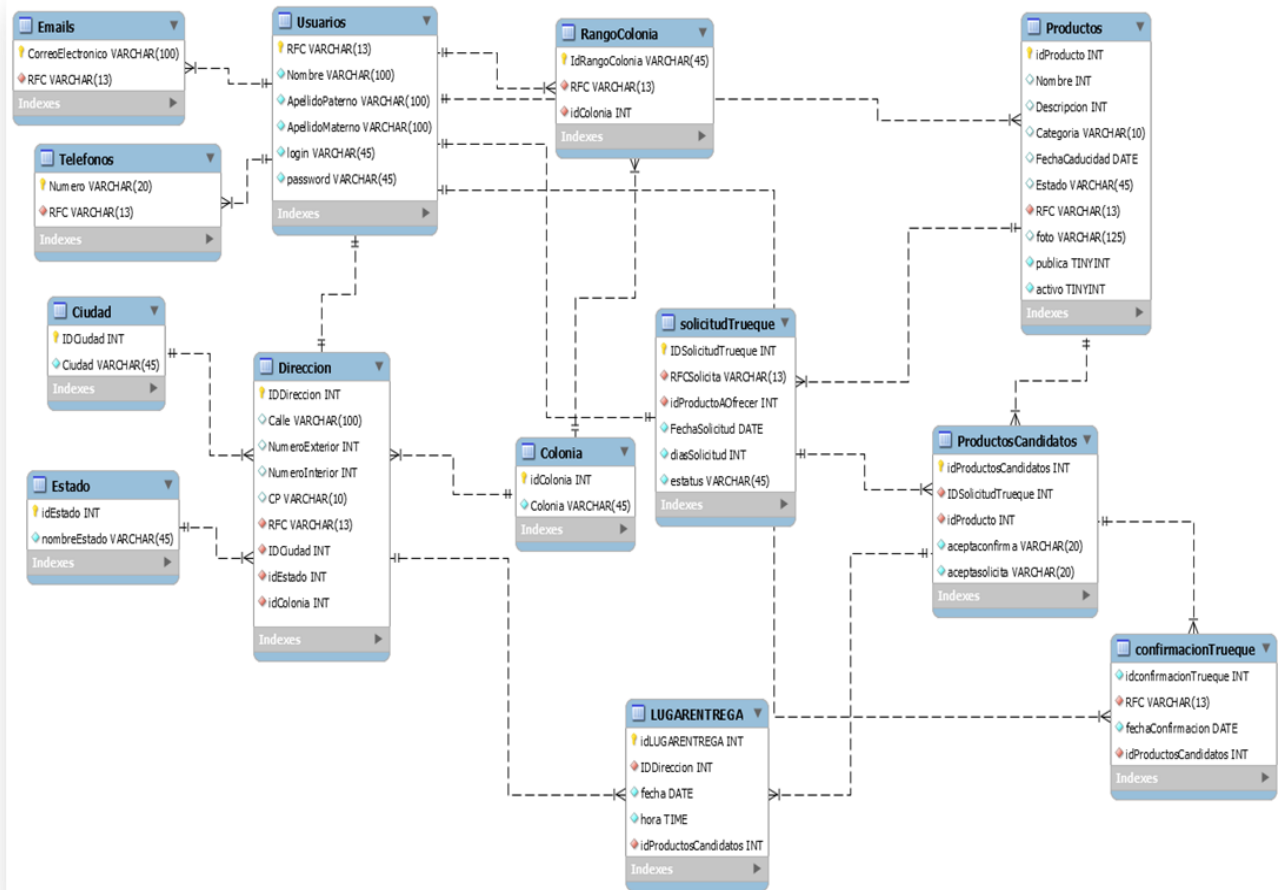 Emails
CorreoElectronico VARCHAR(100)
RFC VARCHAR(13)
Indexes
Usuarios
RFC VARCHAR(13)
Nombre VARCHAR(100)
ApellidoPaterno VARCHAR(100)
ApellidoMaterno VARCHAR(100)
login VARCHAR(45)
password VARCHAR(45)
Indexes
RangoColonia
IdRangoColonia VARCHAR(45)
RFC VARCHAR(13)
idColonia INT
Indexes
Productos
idProducto INT
Nombre INT
Descripcion INT
Categoria VARCHAR(10)
FechaCaducidad DATE
Estado VARCHAR(45)
RFC VARCHAR(13)
foto VARCHAR(125)
publica TINYINT
activo TINYINT
Indexes
Telefonos
Numero VARCHAR(20)
RFC VARCHAR(13)
Indexes
Ciudad
IDCiudad INT
Ciudad VARCHAR(45)
Indexes
Direccion
IDDireccion INT
Calle VARCHAR(100)
NumeroExterior INT
NumeroInterior INT
CP VARCHAR(10)
RFC VARCHAR(13)
IDCiudad INT
idEstado INT
idColonia INT
Indexes
solicitudTrueque
IDSolicitudTrueque INT
RFCSolicita VARCHAR(13)
idProductoAOfrecer INT
FechaSolicitud DATE
diasSolicitud INT
estatus VARCHAR(45)
Indexes
Estado
idEstado INT
nombreEstado VARCHAR(45)
Indexes
Colonia
idColonia INT
Colonia VARCHAR(45)
Indexes
ProductosCandidatos
idProductosCandidatos INT
IDSolicitudTrueque INT
idProducto INT
aceptaconfirma VARCHAR(20)
aceptasolicita VARCHAR(20)
Indexes
confirmacionTrueque
idconfirmacionTrueque INT
RFC VARCHAR(13)
fechaConfirmacion DATE
idProductosCandidatos INT
Indexes
LUGARENTREGA
idLUGARENTREGA INT
IDDireccion INT
fecha DATE
hora TIME
idProductosCandidatos INT
Indexes